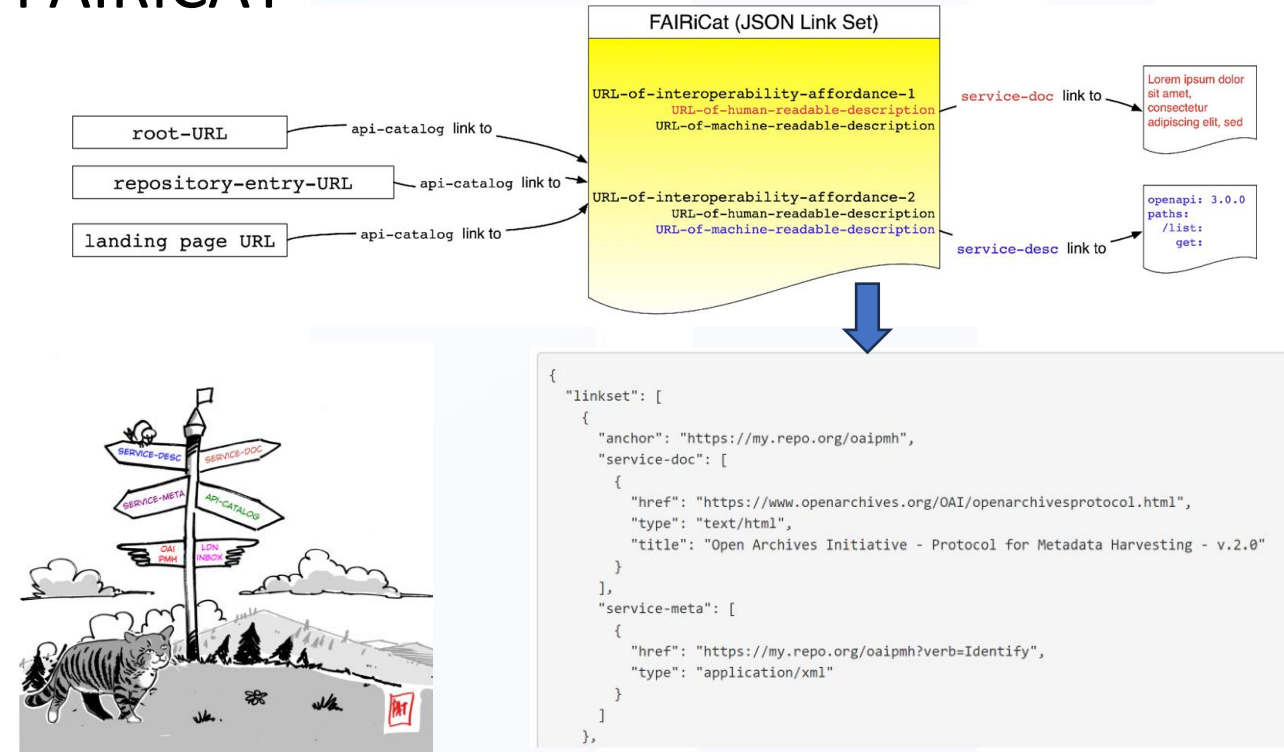 FAIRiCAT
FAIRiCat (JSON Link Set)
root-URL
api-catalog link to
repository-entry-URL
api-catalog link to
landing page URL
api-catalog link to
URL-of-interoperability-affordance-1
URL-of-human-readable-description
URL-of-machine-readable-description
URL-of-interoperability-affordance-2
URL-of-human-readable-description
URL-of-machine-readable-description
service-doc link to
Lorem ipsum dolor
sit amet,
consectetur
adipiscing elit, sed
service-desc link to
openapi: 3.0.0
paths:
/list:
get:
SERVICE-DESC
SERVICE-DOC
SERVICE-META
API-CATALOG
OAI
PMH
LDN
INBOX
PAT
{
"linkset": [
{
"anchor": "https://my.repo.org/oaipmh",
"service-doc": [
{
"href": "https://www.openarchives.org/OAI/openarchivesprotocol.html",
"type": "text/html",
"title": "Open Archives Initiative - Protocol for Metadata Harvesting - v.2.0"
}
],
"service-meta": [
{
"href": "https://my.repo.org/oaipmh?verb=Identify",
"type": "application/xml"
}
]
},